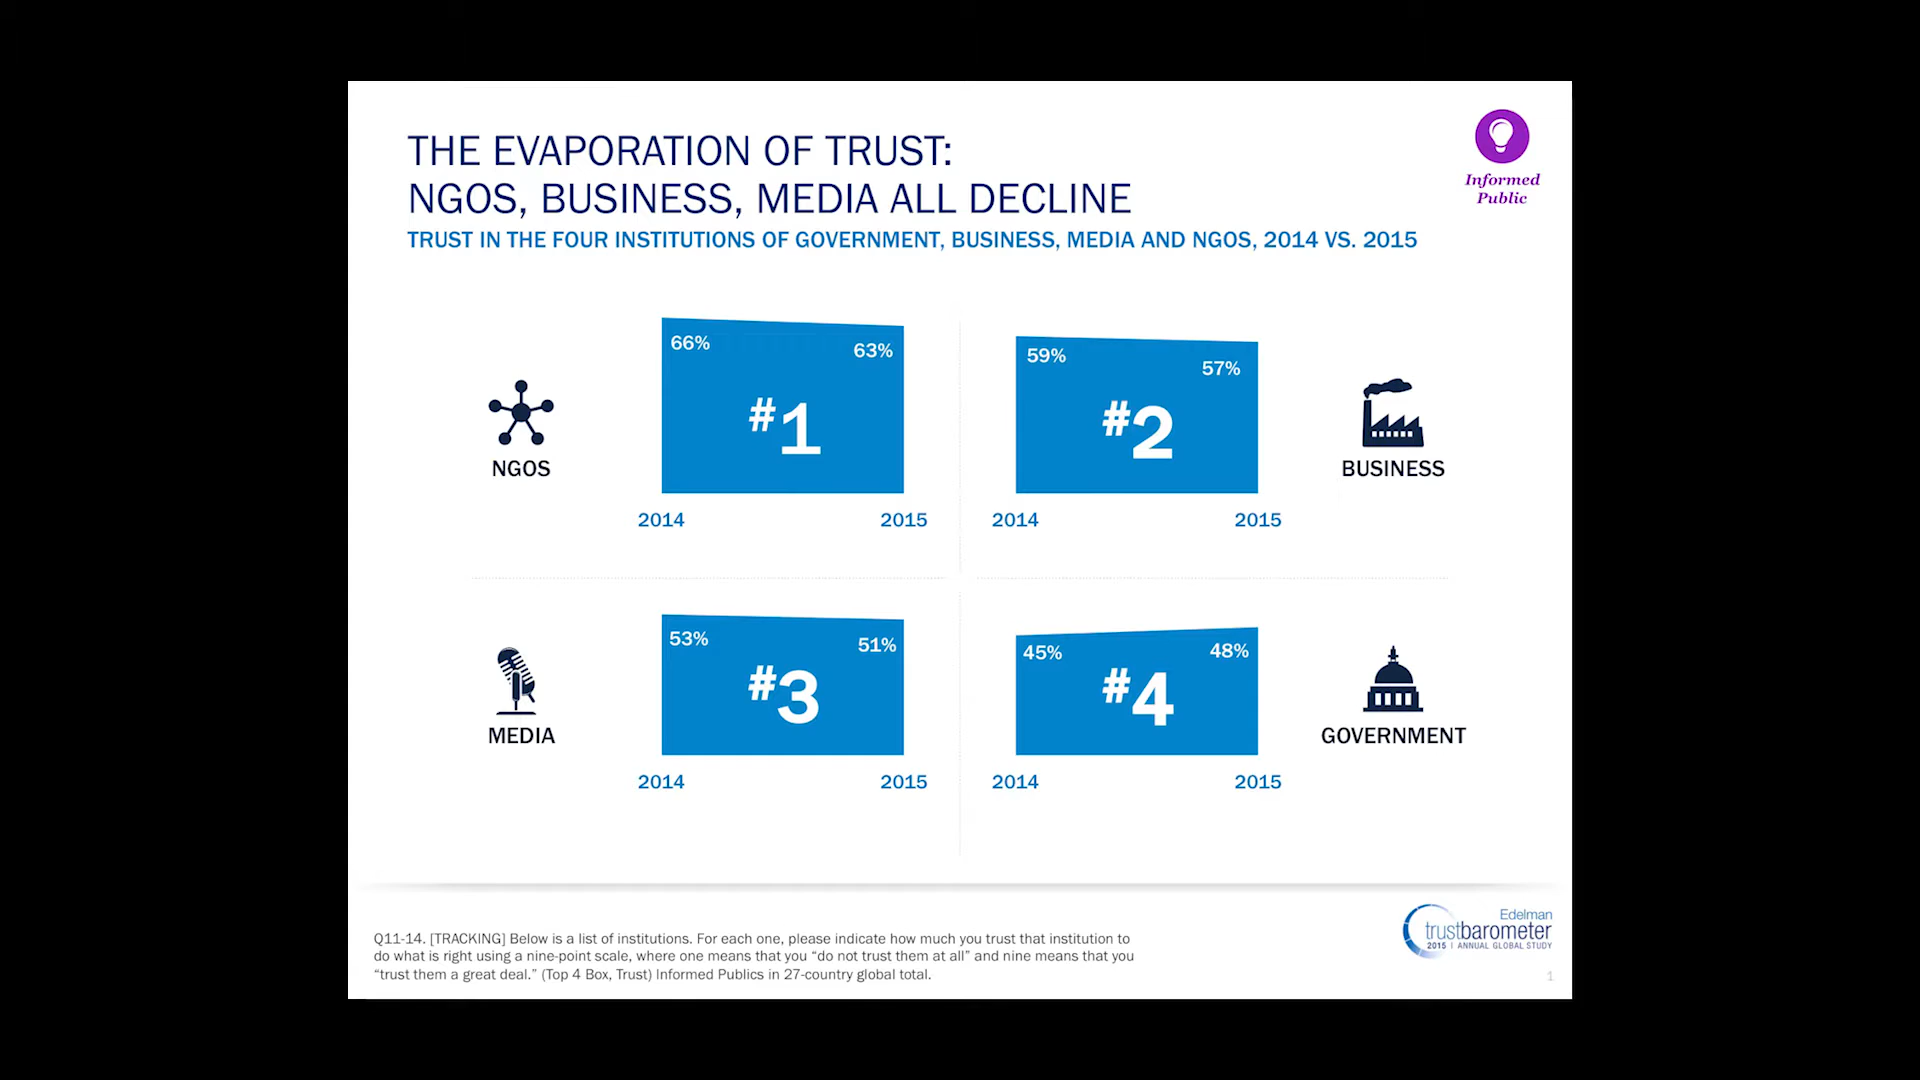 THE EVAPORATION OF TRUST:
NGOS, BUSINESS, MEDIA ALL DECLINE
TRUST IN THE FOUR INSTITUTIONS OF GOVERNMENT, BUSINESS, MEDIA AND NGOS, 2014 VS. 2015
Informed
Public
66%
63%
#1
NGOS
2014
2015
59%
57%
#2
BUSINESS
2014
2015
53%
51%
#3
MEDIA
2014
2015
45%
48%
#4
GOVERNMENT
2014
2015
Q11-14. [TRACKING] Below is a list of institutions. For each one, please indicate how much you trust that institution to
do what is right using a nine-point scale, where one means that you “do not trust them at all” and nine means that you
“trust them a great deal.” (Top 4 Box, Trust) Informed Publics in 27-country global total.
Edelman
trustbarometer
2015 | ANNUAL GLOBAL STUDY
1